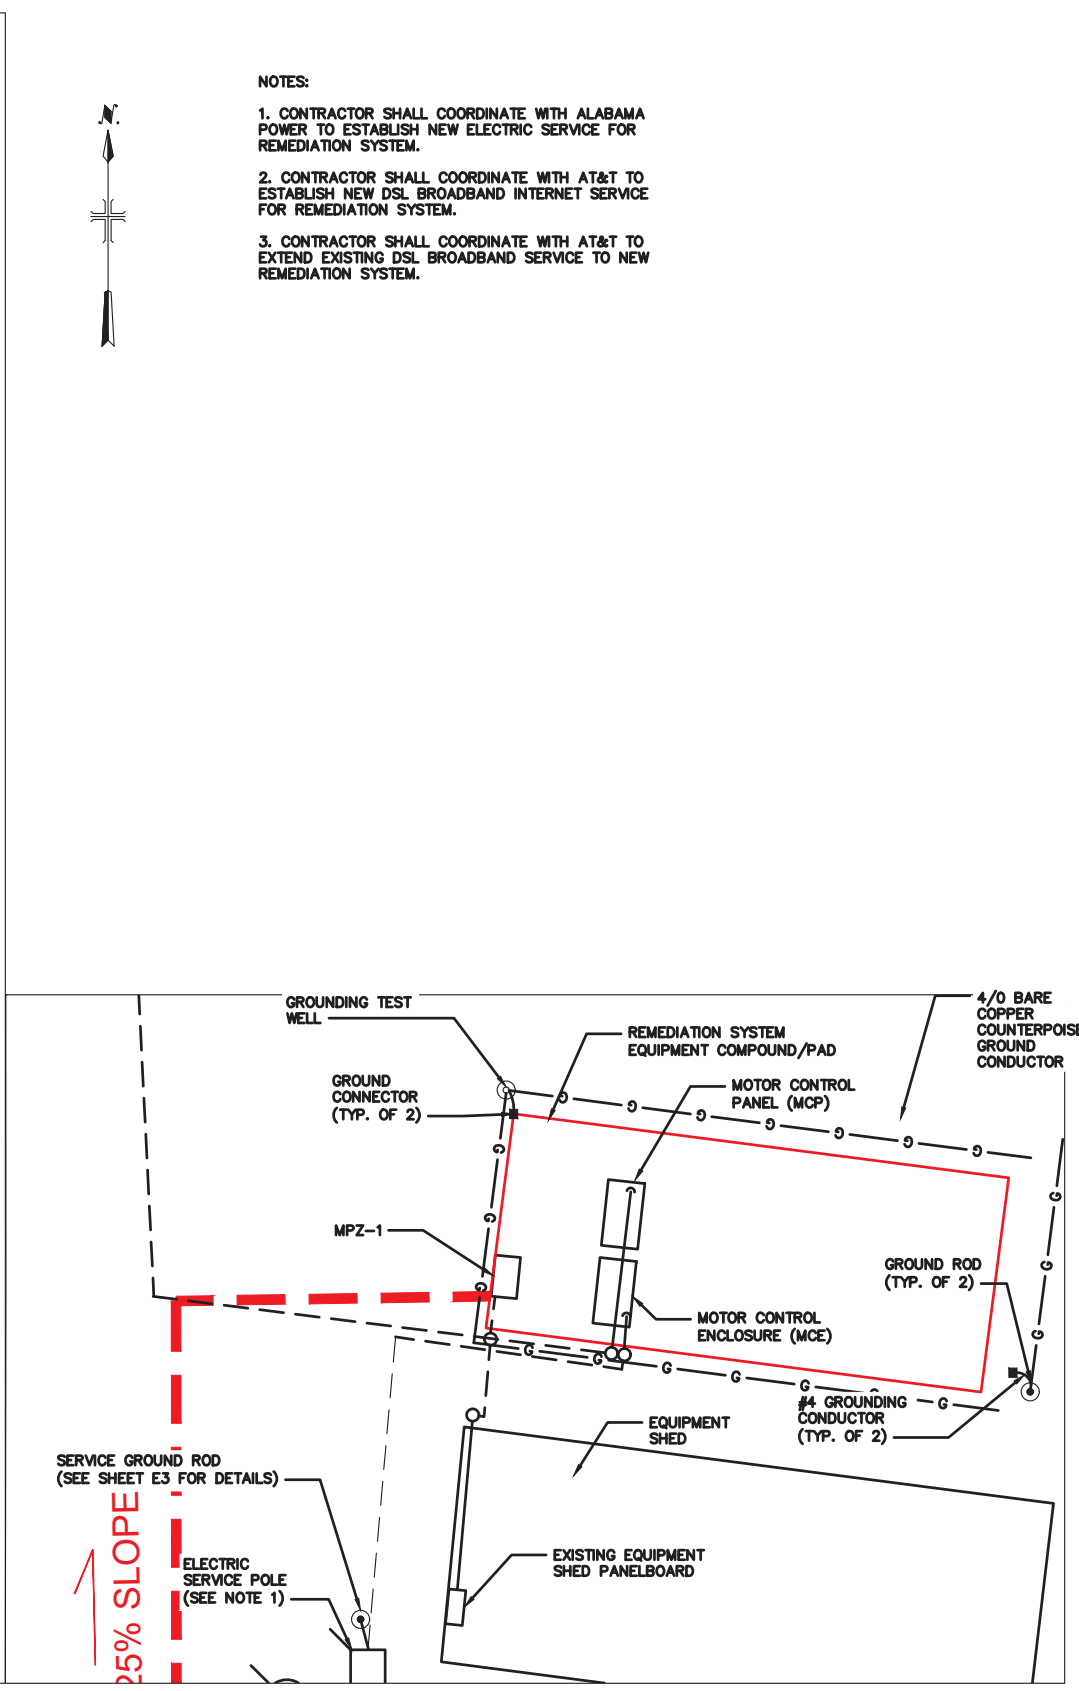 N.
NOTES:
1. CONTRACTOR SHALL COORDINATE WITH ALABAMA
POWER TO ESTABLISH NEW ELECTRIC SERVICE FOR
REMEDIATION SYSTEM.
2. CONTRACTOR SHALL COORDINATE WITH AT&T TO
ESTABLISH NEW DSL BROADBAND INTERNET SERVICE
FOR REMEDIATION SYSTEM.
3. CONTRACTOR SHALL COORDINATE WITH AT&T TO
EXTEND EXISTING DSL BROADBAND SERVICE TO NEW
REMEDIATION SYSTEM.
GROUNDING TEST
WELL
4/0 BARE
COPPER
COUNTERPOISE
GROUND
CONDUCTOR
REMEDIATION SYSTEM
EQUIPMENT COMPOUND/PAD
GROUND
CONNECTOR
(TYP. OF 2)
MOTOR CONTROL
PANEL (MCP)
G G G G G G G
G G G
G G G
MPZ-1
GROUND ROD
(TYP. OF 2)
MOTOR CONTROL
ENCLOSURE (MCE)
G G G G G G
#4 GROUNDING
CONDUCTOR
(TYP. OF 2)
EQUIPMENT
SHED
SERVICE GROUND ROD
(SEE SHEET E3 FOR DETAILS)
25% SLOPE
ELECTRIC
SERVICE POLE
(SEE NOTE 1)
EXISTING EQUIPMENT
SHED PANELBOARD